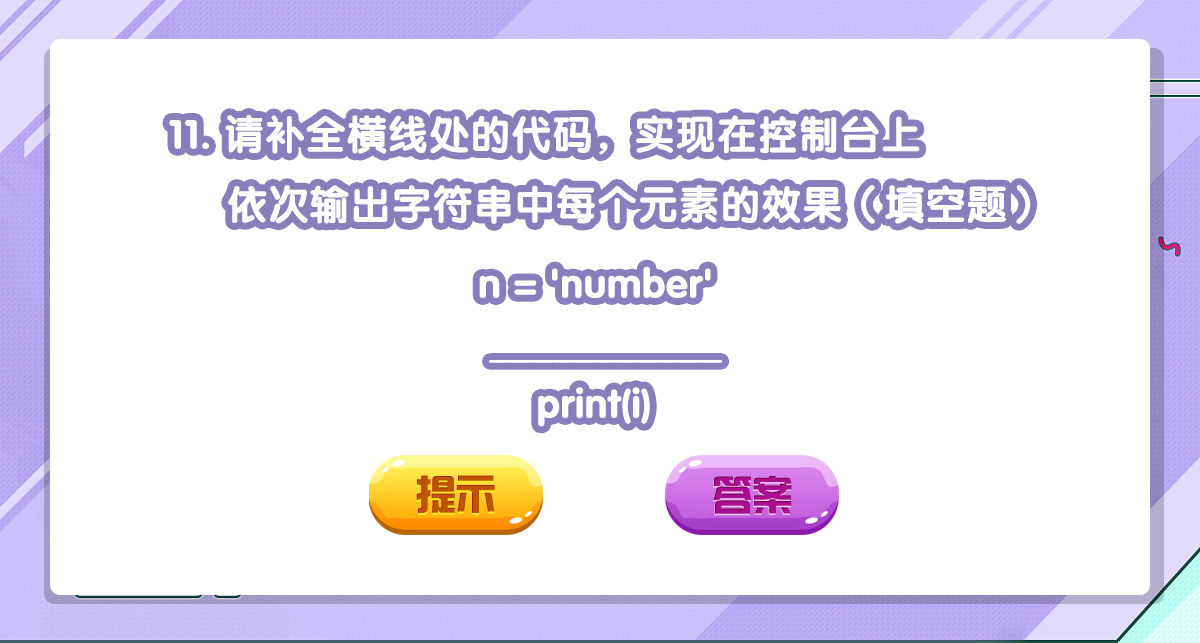 11. 请补全横线处的代码，实现在控制台上
依次输出字符串中每个元素的效果（填空题）
n = 'number'
print(i)
提示
答案